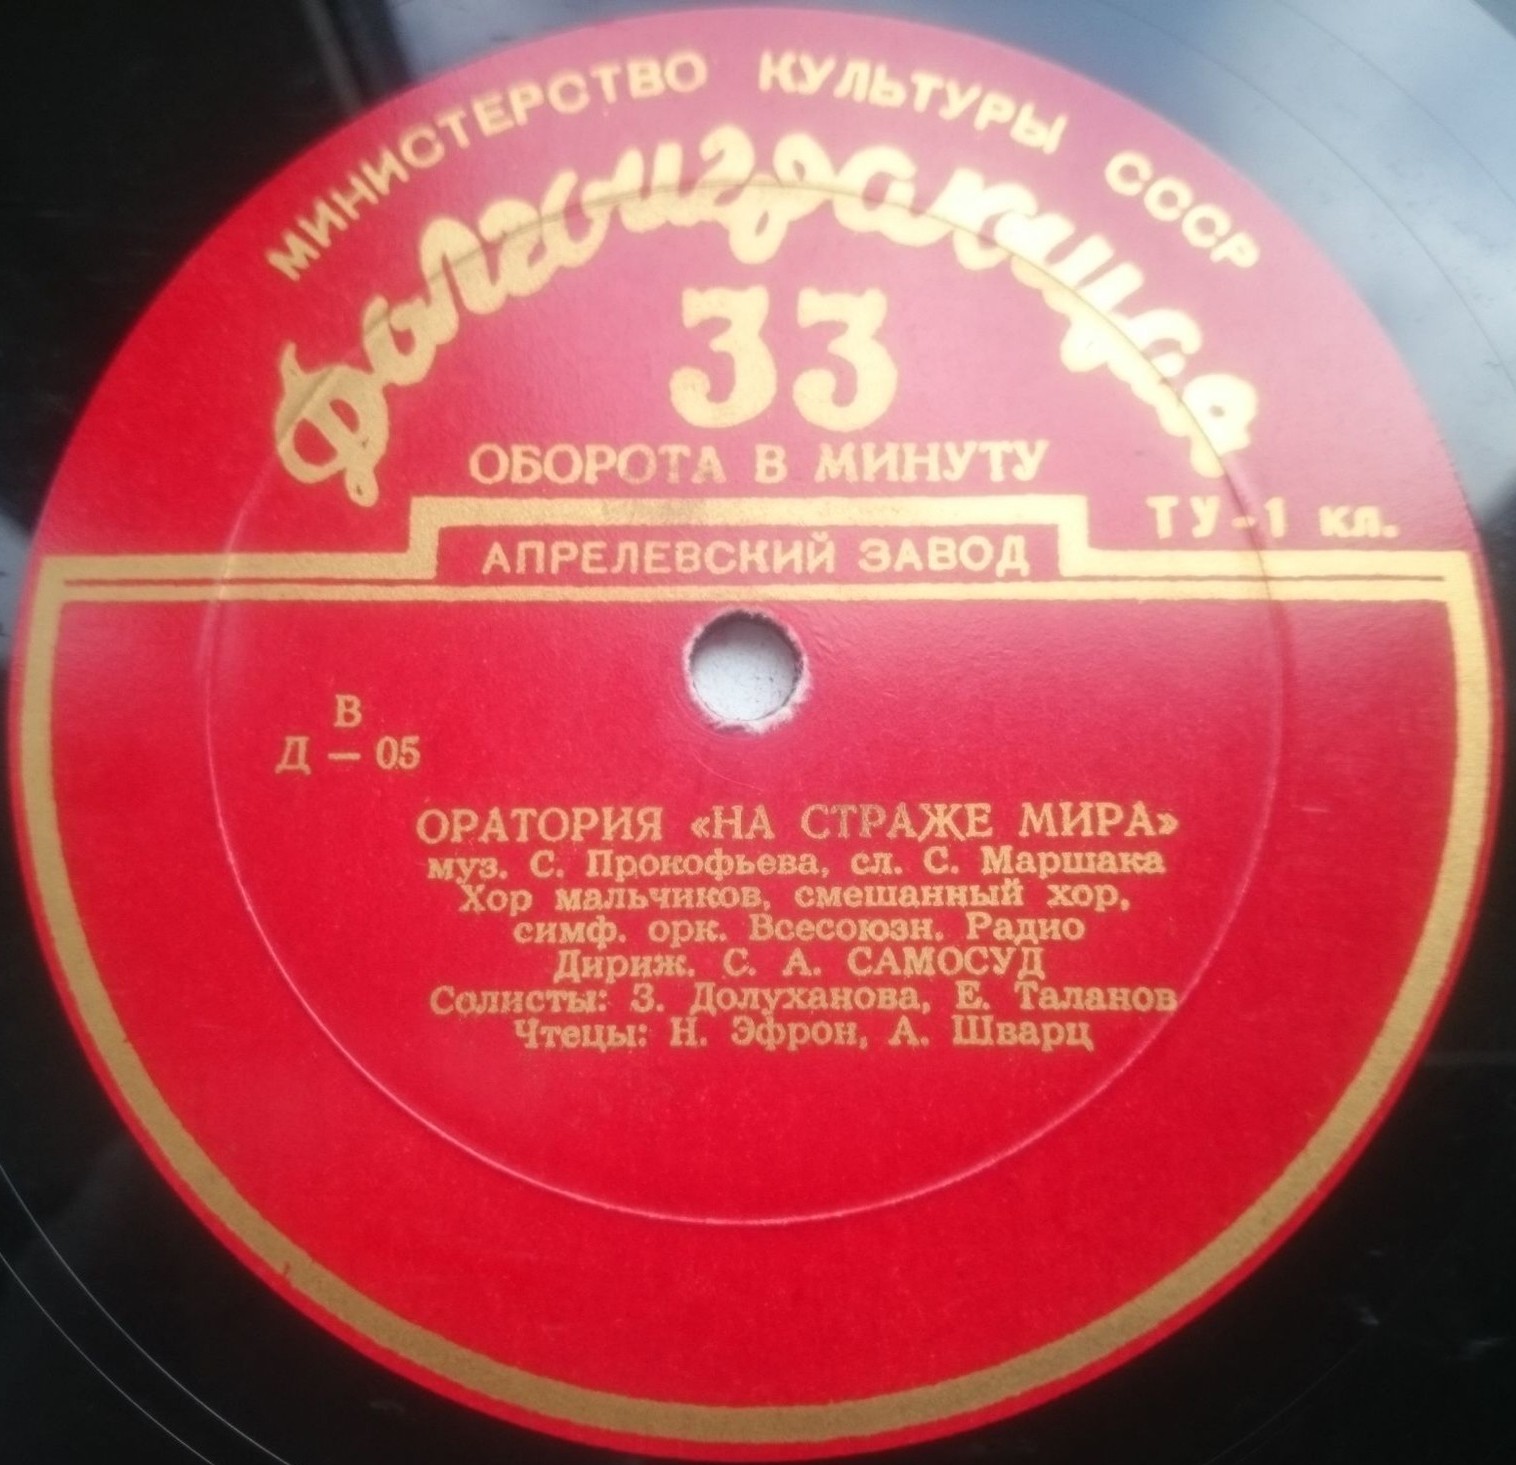 МИНИСТЕРСТВО КУЛЬТУРЫ СССР
Долгоиграющая
33
ОБОРОТА В МИНУТУ
ТУ-1 кл.
АПРЕЛЕВСКИЙ ЗАВОД
В
Д — 05
ОРАТОРИЯ «НА СТРАЖЕ МИРА»
муз. С. Прокофьева, сл. С. Маршака
Хор мальчиков, смешанный хор,
симф. орк. Всесоюзн. Радио
Дириж. С. А. САМОСУД
Солисты: З. Долуханова, Е. Таланов
Чтецы: Н. Эфрон, А. Шварц